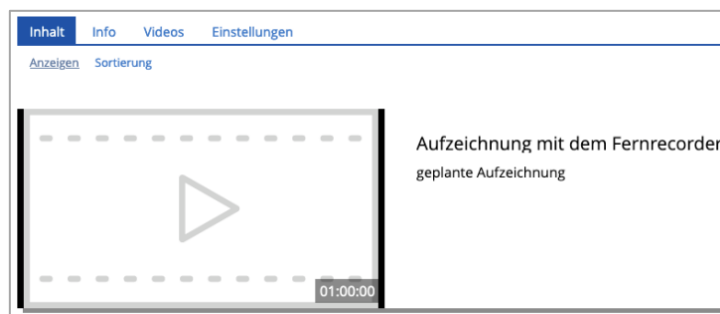 Inhalt Info Videos Einstellungen
Anzeigen Sortierung
Aufzeichnung mit dem Fernrecorder
geplante Aufzeichnung
01:00:00